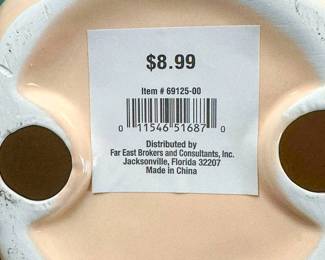 $8.99
Item # 69125-00
0 11546 51687 0
Distributed by
Far East Brokers and Consultants, Inc.
Jacksonville, Florida 32207
Made in China